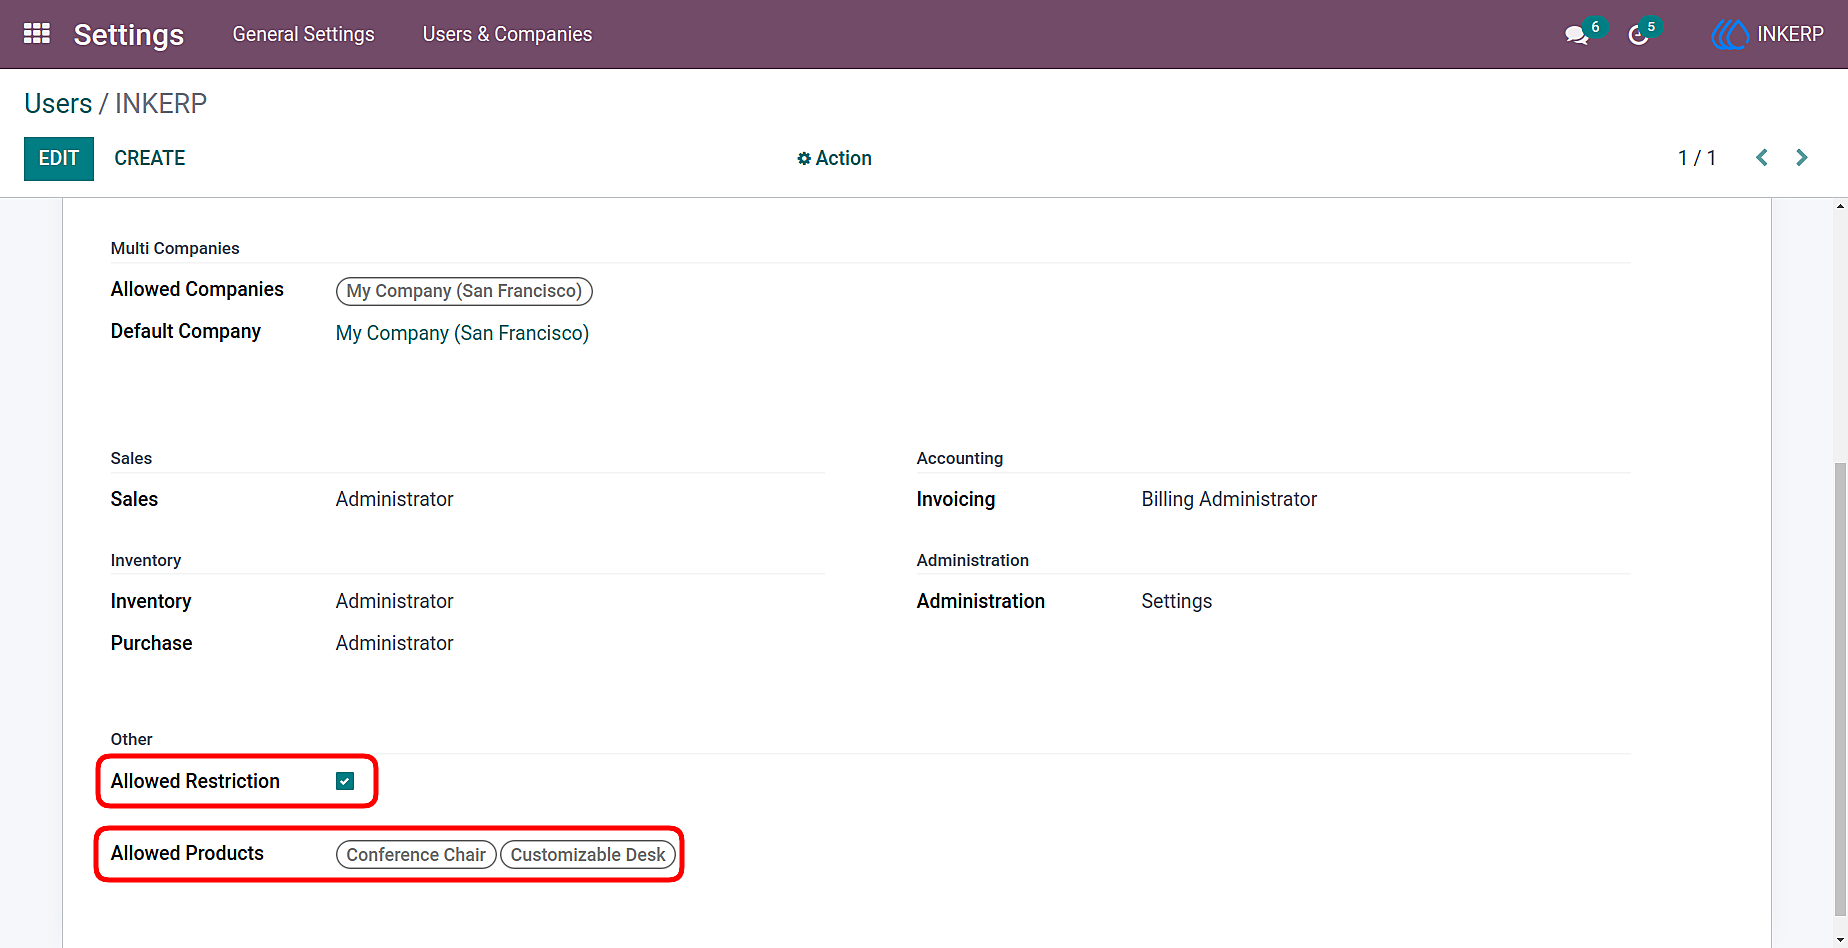 Settings General Settings Users & Companies 6 5 INKERP
Users / INKERP
EDIT CREATE Action 1 / 1
Multi Companies
Allowed Companies My Company (San Francisco)
Default Company My Company (San Francisco)
Sales Accounting
Sales Administrator Invoicing Billing Administrator
Inventory Administration
Inventory Administrator Administration Settings
Purchase Administrator
Other
Allowed Restriction
Allowed Products Conference Chair Customizable Desk